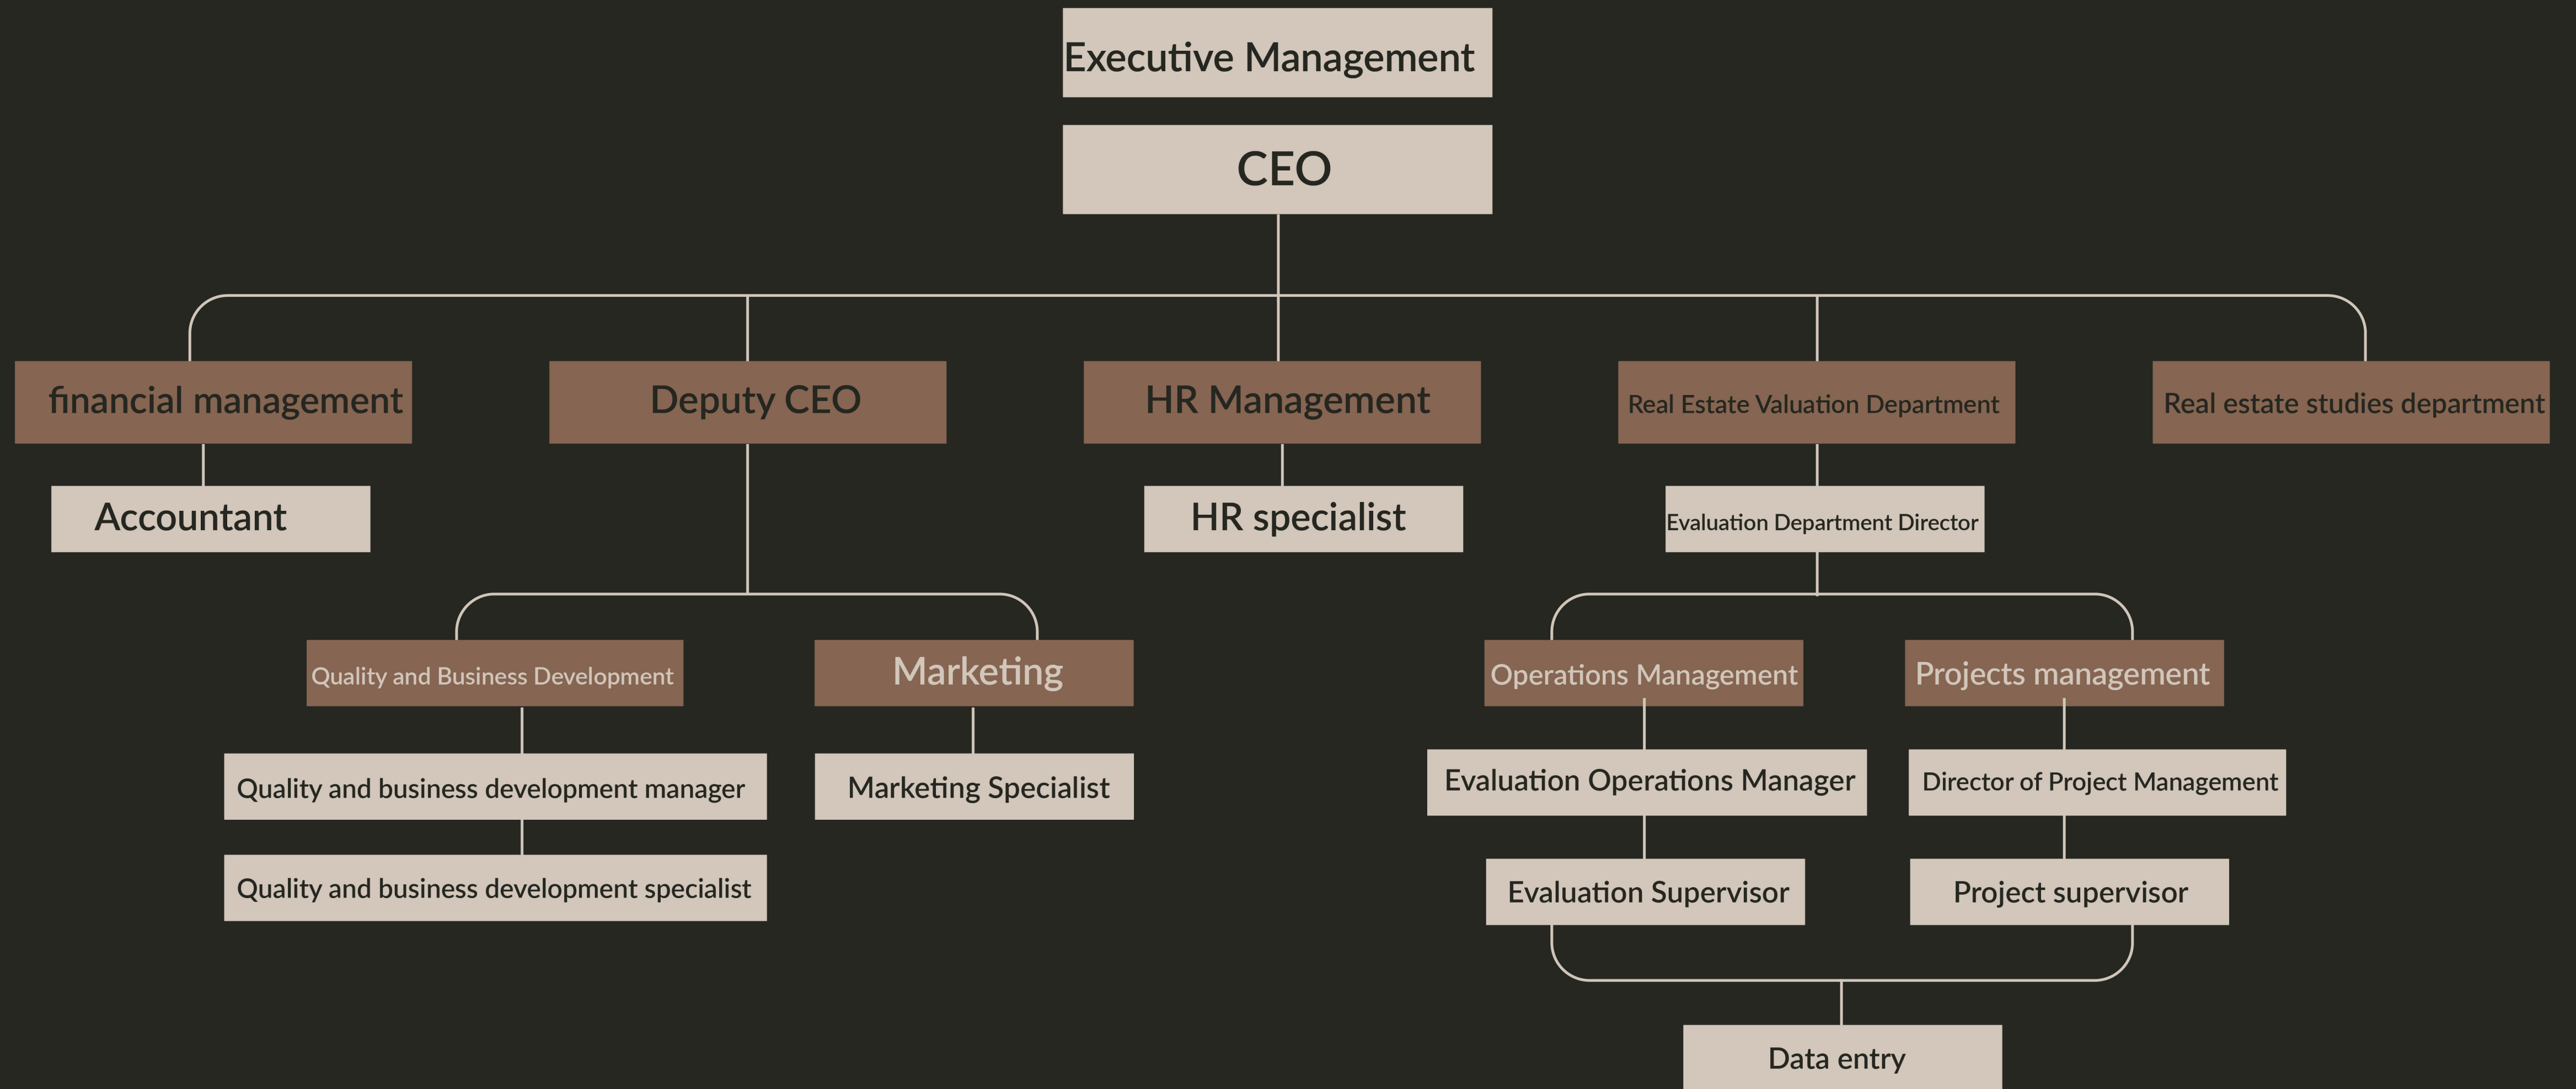 Executive Management
CEO
financial management
Deputy CEO
HR Management
Real Estate Valuation Department
Real estate studies department
Accountant
HR specialist
Evaluation Department Director
Quality and Business Development
Marketing
Operations Management
Projects management
Quality and business development manager
Marketing Specialist
Evaluation Operations Manager
Director of Project Management
Quality and business development specialist
Evaluation Supervisor
Project supervisor
Data entry